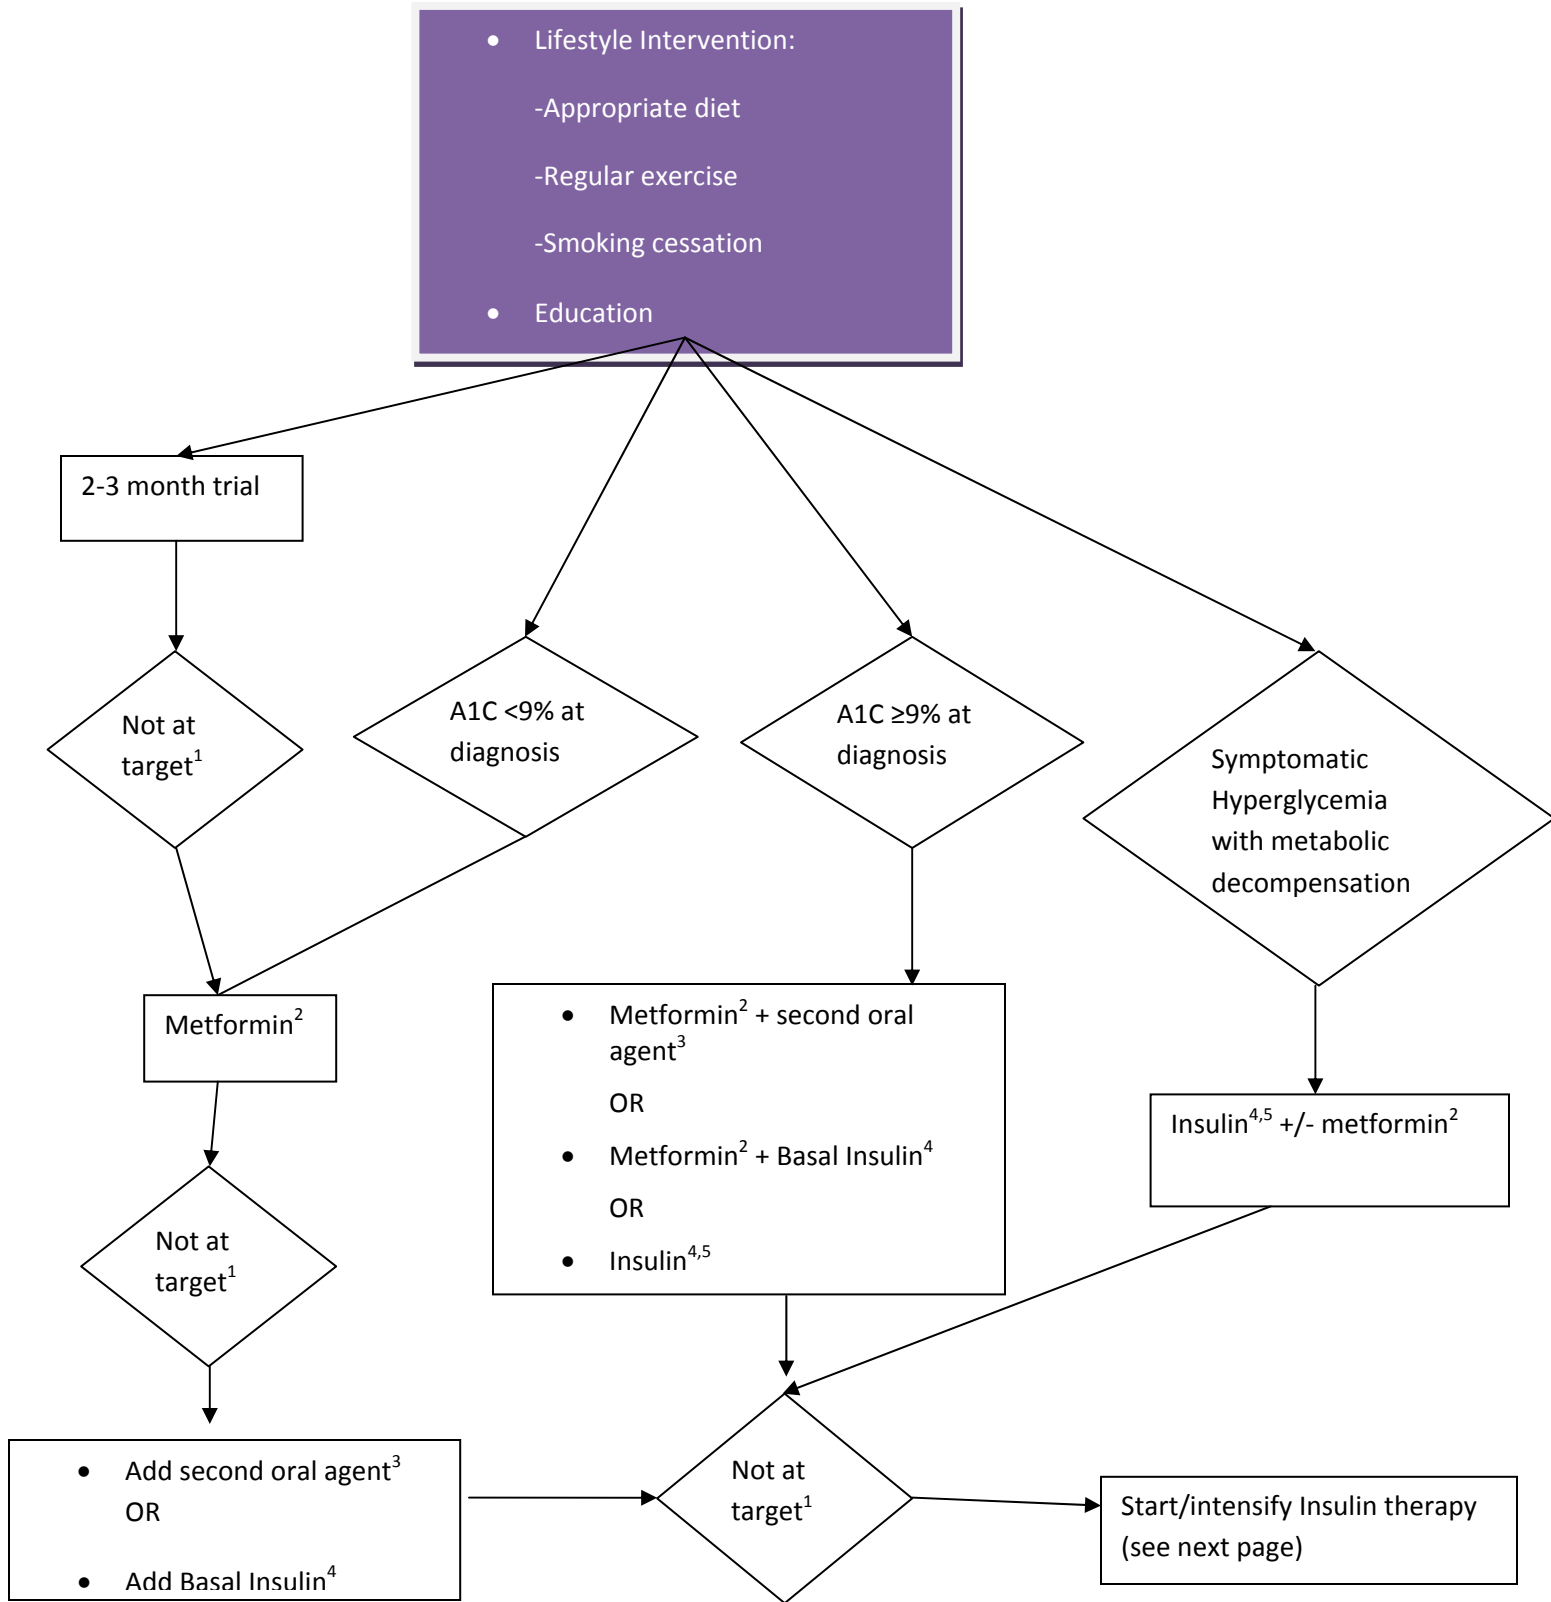 • Lifestyle Intervention:
-Appropriate diet
-Regular exercise
-Smoking cessation
• Education
2-3 month trial
Not at
target¹
A1C <9% at
diagnosis
A1C ≥9% at
diagnosis
Symptomatic
Hyperglycemia
with metabolic
decompensation
Metformin²
• Metformin² + second oral
agent³
OR
• Metformin² + Basal Insulin⁴
OR
• Insulin⁴,⁵
Insulin⁴,⁵ +/- metformin²
Not at
target¹
• Add second oral agent³
OR
• Add Basal Insulin⁴
Not at
target¹
Start/intensify Insulin therapy
(see next page)